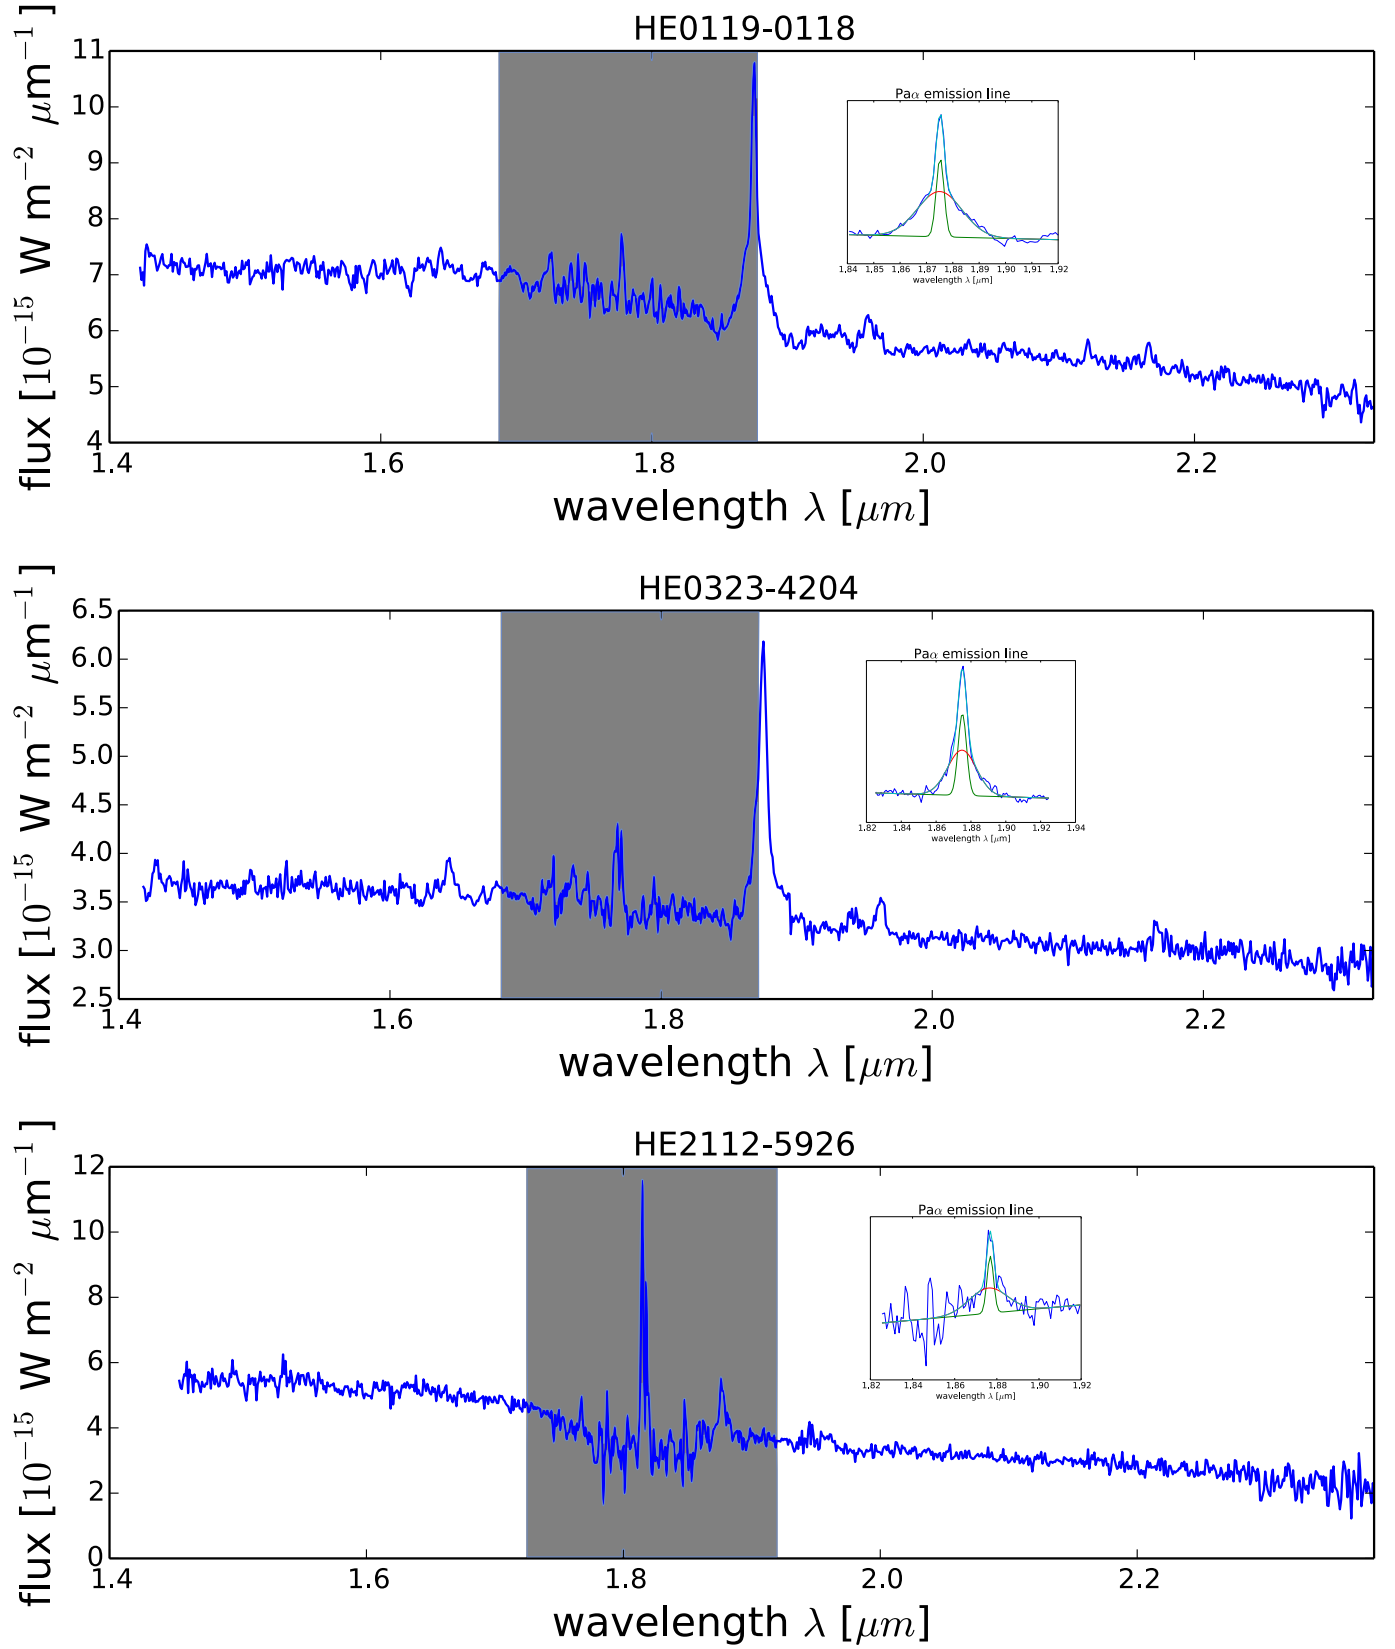 HE0119-0118
flux [10⁻¹⁵ W m⁻² μm⁻¹ ]
11
10
9
8
7
6
5
4
1.4 1.6 1.8 2.0 2.2
wavelength λ [μm]
Paα emission line
1,84 1,85 1,86 1,87 1,88 1,89 1,90 1,91 1,92
wavelength λ [μm]
HE0323-4204
flux [10⁻¹⁵ W m⁻² μm⁻¹ ]
6.5
6.0
5.5
5.0
4.5
4.0
3.5
3.0
2.5
1.4 1.6 1.8 2.0 2.2
wavelength λ [μm]
Paα emission line
1.82 1.84 1.86 1.88 1.90 1.92 1.94
wavelength λ [μm]
HE2112-5926
flux [10⁻¹⁵ W m⁻² μm⁻¹ ]
12
10
8
6
4
2
0
1.4 1.6 1.8 2.0 2.2
wavelength λ [μm]
Paα emission line
1,82 1,84 1,86 1,88 1,90 1,92
wavelength λ [μm]